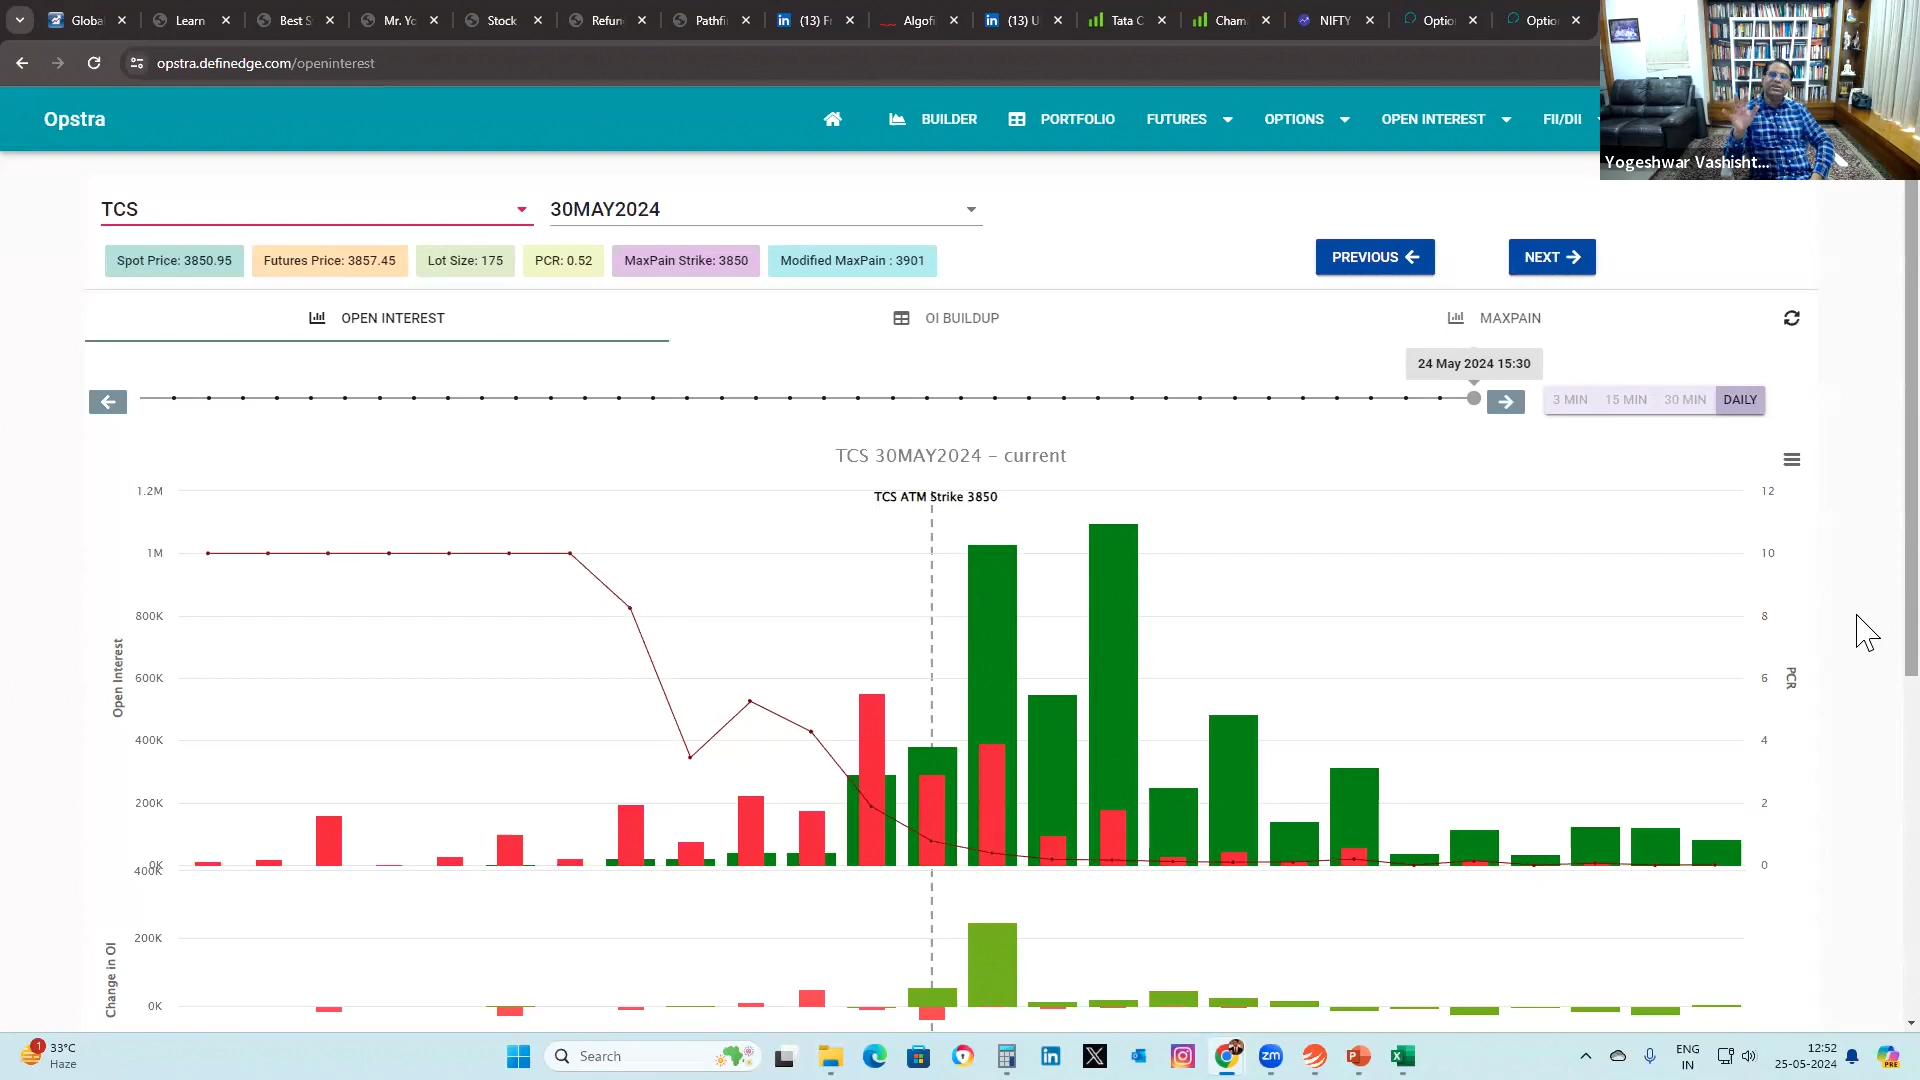 Global
Learn
Best S
Mr. Yo
Stock
Refun
Pathfi
(13) Fr
Algofi
(13) U
Tata C
Cham
NIFTY
Optio
Optio
opstra.definedge.com/openinterest
Opstra
BUILDER
PORTFOLIO
FUTURES
OPTIONS
OPEN INTEREST
FII/DII
Yogeshwar Vashisht...
TCS
30MAY2024
Spot Price: 3850.95
Futures Price: 3857.45
Lot Size: 175
PCR: 0.52
MaxPain Strike: 3850
Modified MaxPain : 3901
PREVIOUS
NEXT
OPEN INTEREST
OI BUILDUP
MAXPAIN
24 May 2024 15:30
3 MIN
15 MIN
30 MIN
DAILY
TCS 30MAY2024 – current
TCS ATM Strike 3850
1.2M
1M
800K
600K
400K
200K
0K
Open Interest
12
10
8
6
4
2
0
PCR
400K
200K
0K
Change in OI
1
33°C
Haze
Search
zm
ENG
IN
12:52
25-05-2024
PRE